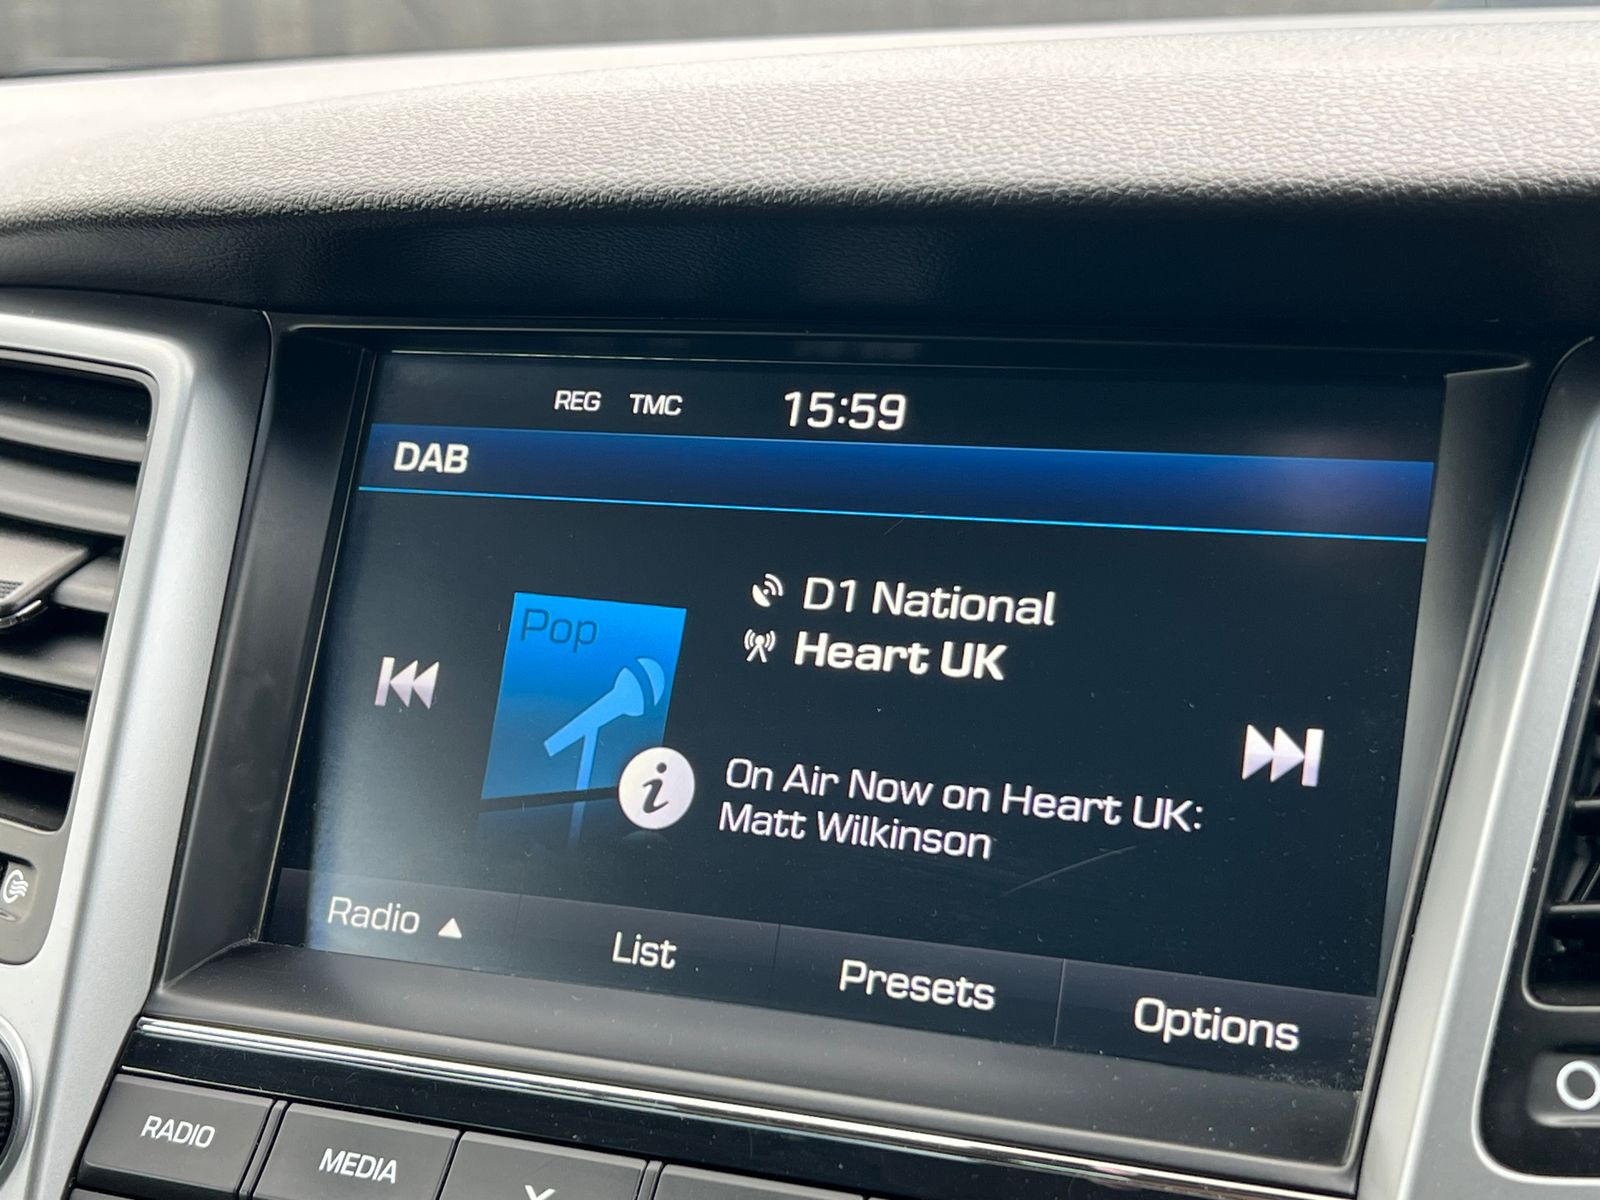 REG TMC 15:59
DAB
Pop
D1 National
Heart UK
i
On Air Now on Heart UK:
Matt Wilkinson
Radio ▲
List
Presets
Options
RADIO
MEDIA